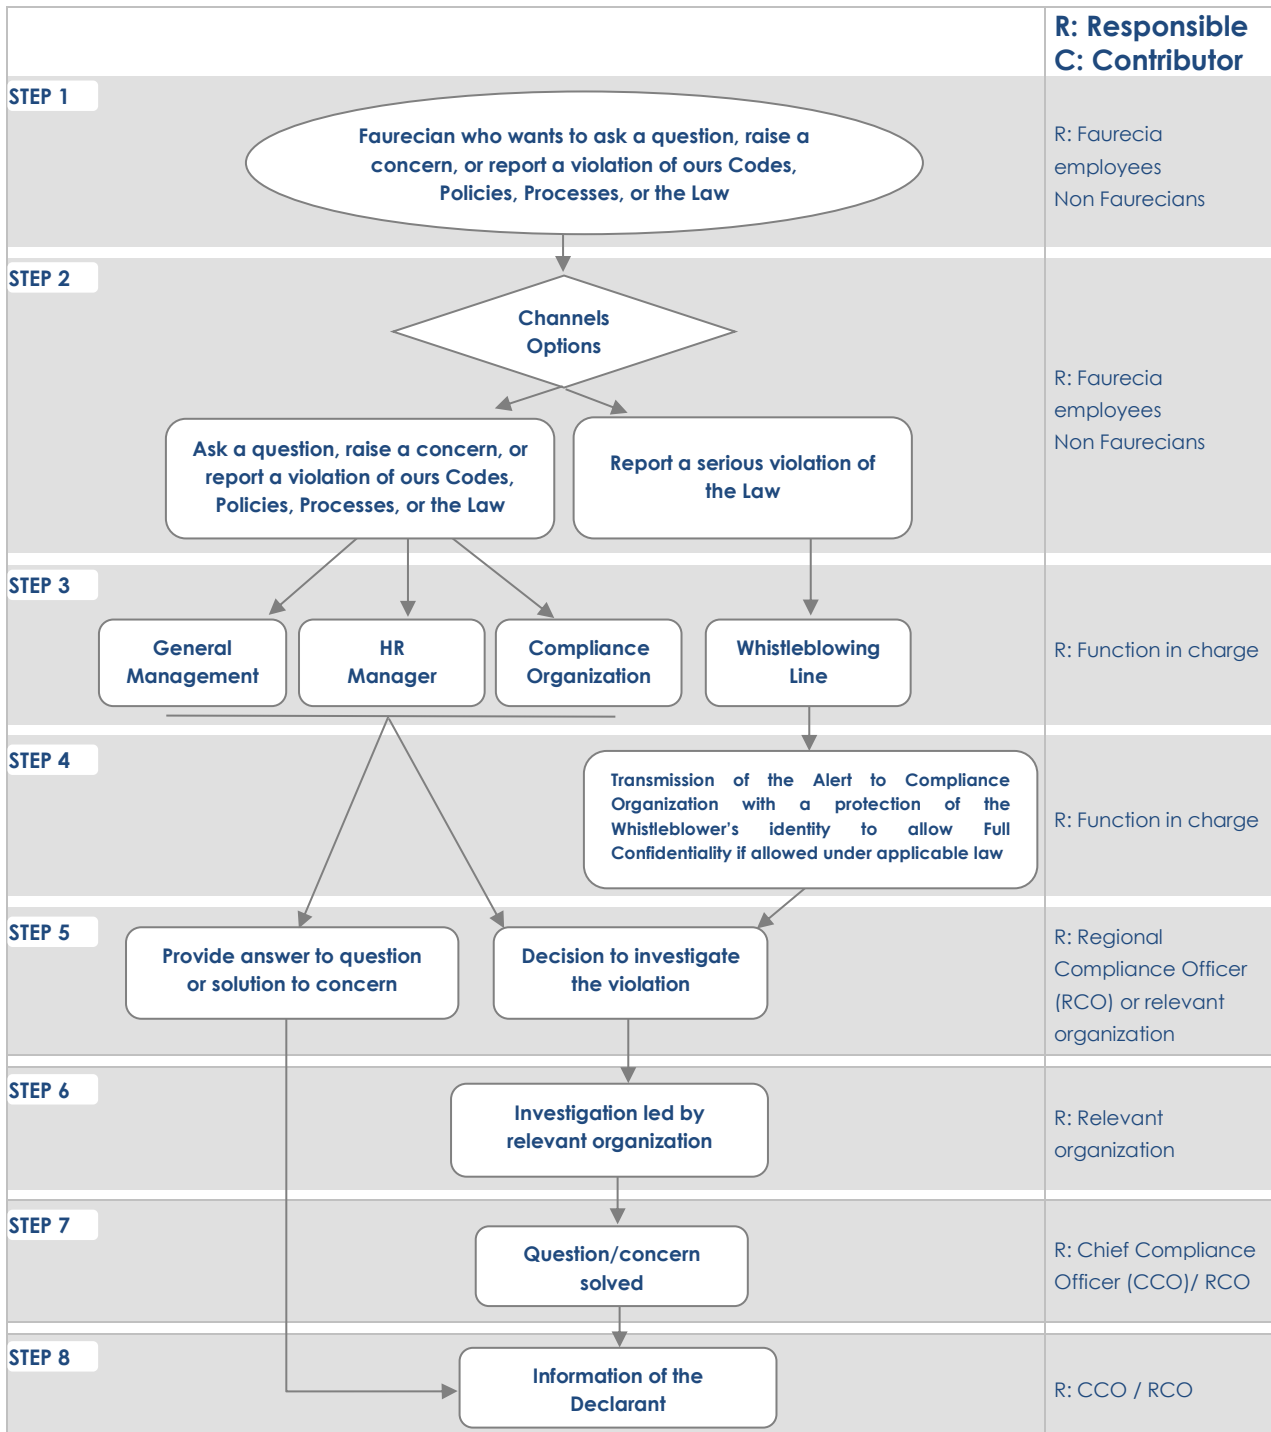 R: Responsible
C: Contributor
STEP 1
Faurecian who wants to ask a question, raise a
concern, or report a violation of ours Codes,
Policies, Processes, or the Law
R: Faurecia
employees
Non Faurecians
STEP 2
Channels
Options
Ask a question, raise a concern, or
report a violation of ours Codes,
Policies, Processes, or the Law
Report a serious violation of
the Law
R: Faurecia
employees
Non Faurecians
STEP 3
General
Management
HR
Manager
Compliance
Organization
Whistleblowing
Line
R: Function in charge
STEP 4
Transmission of the Alert to Compliance
Organization with a protection of the
Whistleblower's identity to allow Full
Confidentiality if allowed under applicable law
R: Function in charge
STEP 5
Provide answer to question
or solution to concern
Decision to investigate
the violation
R: Regional
Compliance Officer
(RCO) or relevant
organization
STEP 6
Investigation led by
relevant organization
R: Relevant
organization
STEP 7
Question/concern
solved
R: Chief Compliance
Officer (CCO)/ RCO
STEP 8
Information of the
Declarant
R: CCO / RCO